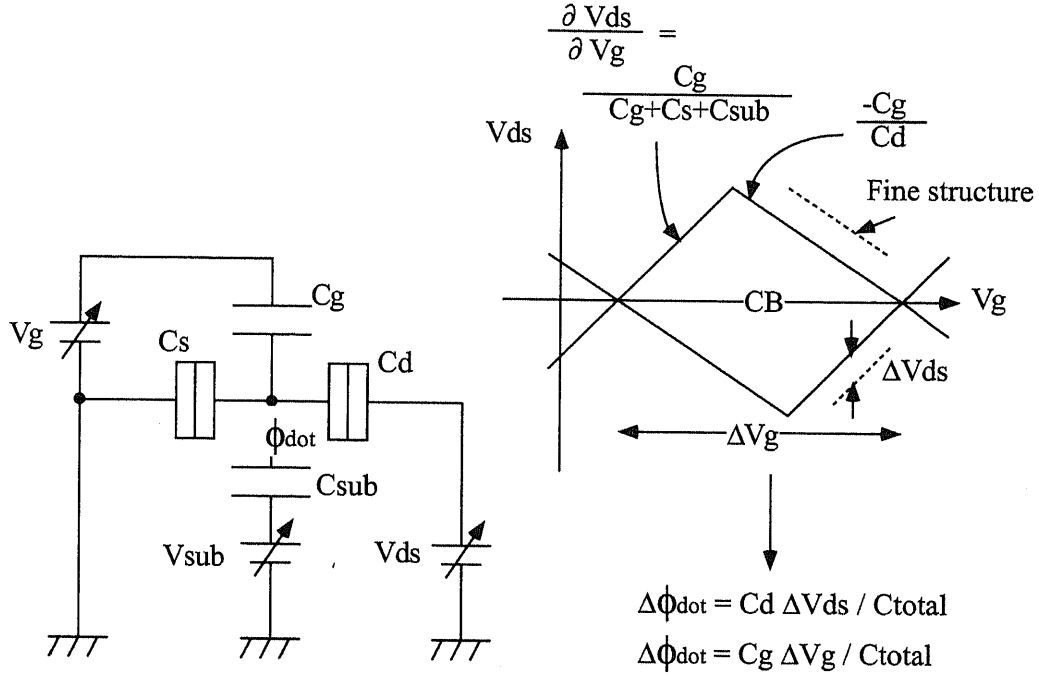 ∂ Vds
∂ Vg
=
Cg
Cg+Cs+Csub
-Cg
Cd
Vds
Fine structure
CB
Vg
ΔVds
ΔVg
Vg
Cg
Cs
Cd
ϕdot
Csub
Vsub
Vds
Δϕdot = Cd ΔVds / Ctotal
Δϕdot = Cg ΔVg / Ctotal